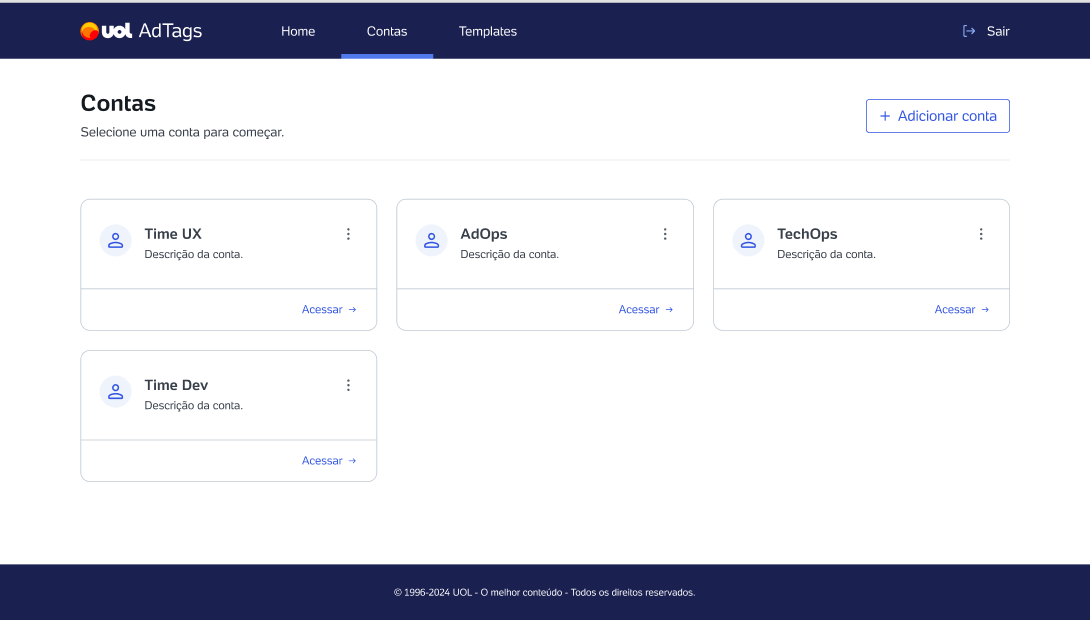 uol AdTags
Home
Contas
Templates
Sair
Contas
Selecione uma conta para começar.
+ Adicionar conta
Time UX
Descrição da conta.
Acessar →
AdOps
Descrição da conta.
Acessar →
TechOps
Descrição da conta.
Acessar →
Time Dev
Descrição da conta.
Acessar →
© 1996-2024 UOL - O melhor conteúdo - Todos os direitos reservados.